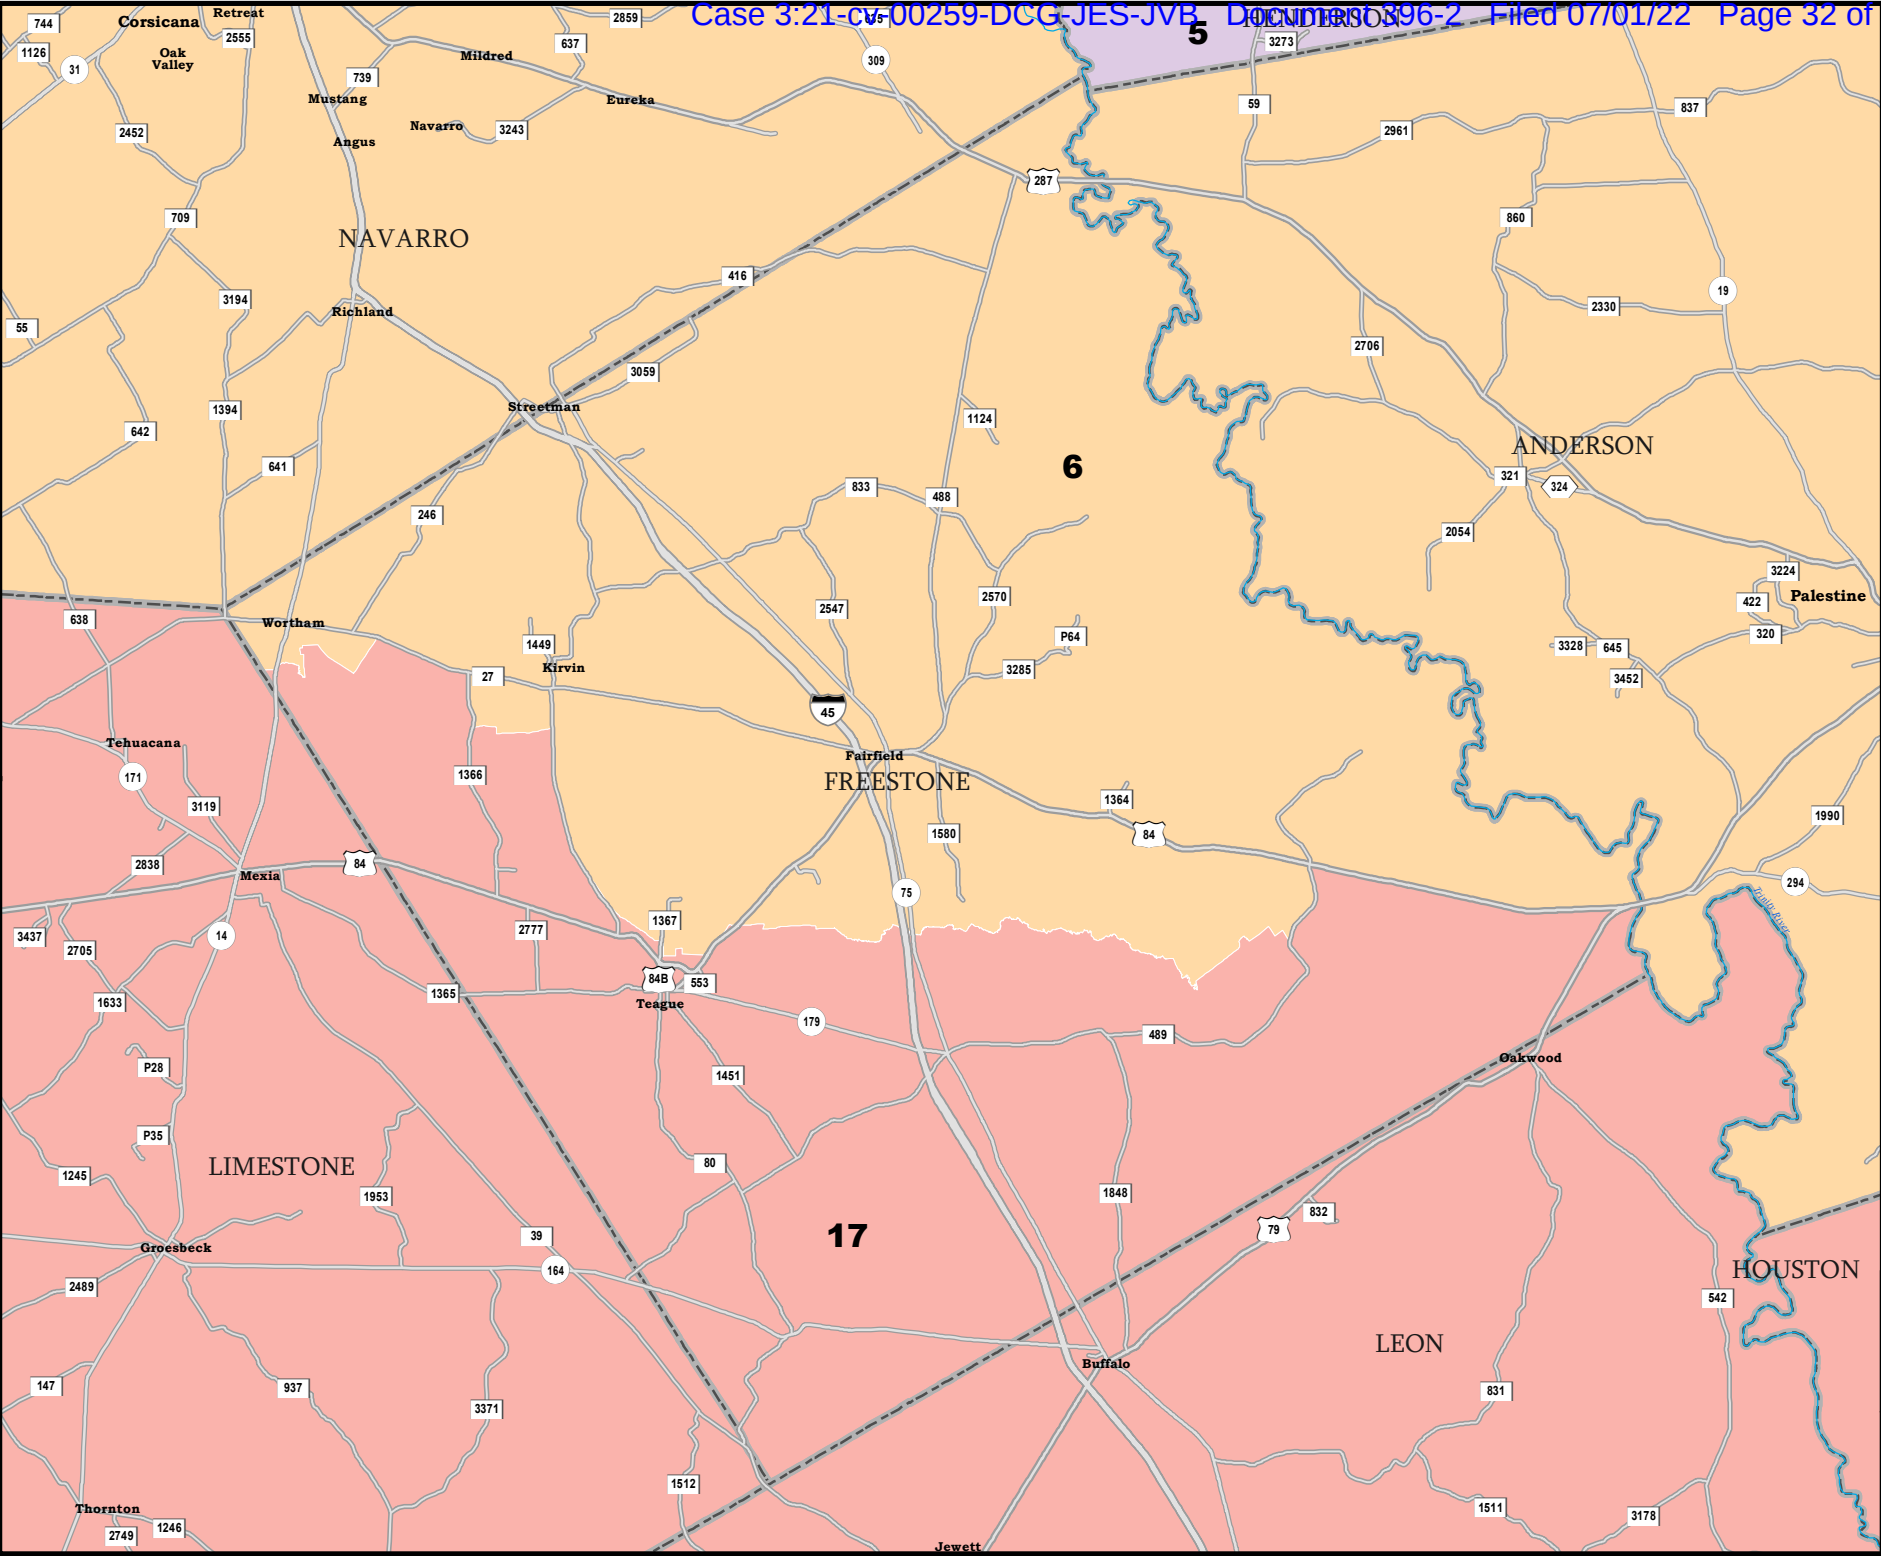 Case 3:21-cv-00259-DCG-JES-JVB Document 396-2 Filed 07/01/22 Page 32 of
744
Corsicana
Retreat
2859
635
5
HENDERSON
1126
Oak
Valley
2555
637
Mildred
309
3273
31
739
Mustang
Eureka
59
837
2452
Angus
Navarro
3243
2961
287
709
NAVARRO
860
416
19
3194
Richland
2330
55
2706
3059
Streetman
1394
1124
642
641
6
ANDERSON
321
324
833
488
246
2054
3224
Palestine
422
320
638
Wortham
2547
2570
P64
1449
Kirvin
3285
3328
645
3452
27
45
Tehuacana
171
Fairfield
FREESTONE
1366
3119
1364
84
1580
1990
2838
84
Mexia
75
294
Trinity River
1367
3437
2705
14
2777
84B
553
Teague
1633
1365
179
489
Oakwood
P28
1451
P35
LIMESTONE
1245
80
1953
1848
832
79
17
39
Groesbeck
164
HOUSTON
2489
542
LEON
Buffalo
147
937
831
3371
1512
Thornton
1246
2749
1511
3178
Jewett